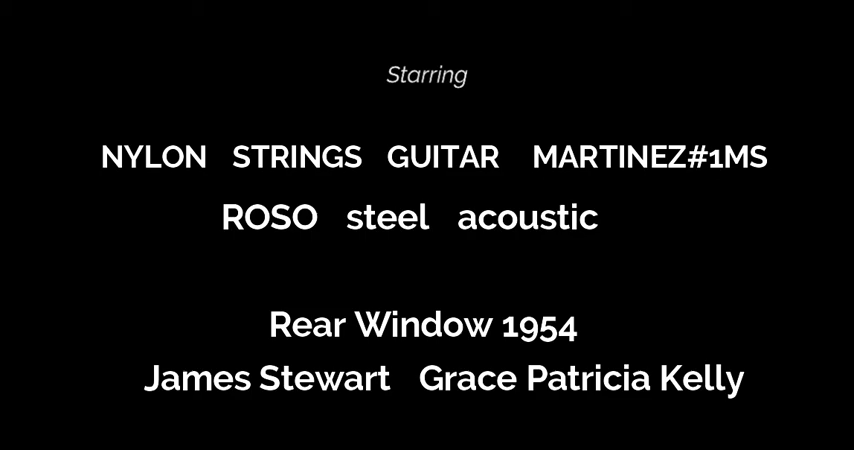 Starring
NYLON STRINGS GUITAR MARTINEZ#1MS
ROSO steel acoustic
Rear Window 1954
James Stewart Grace Patricia Kelly